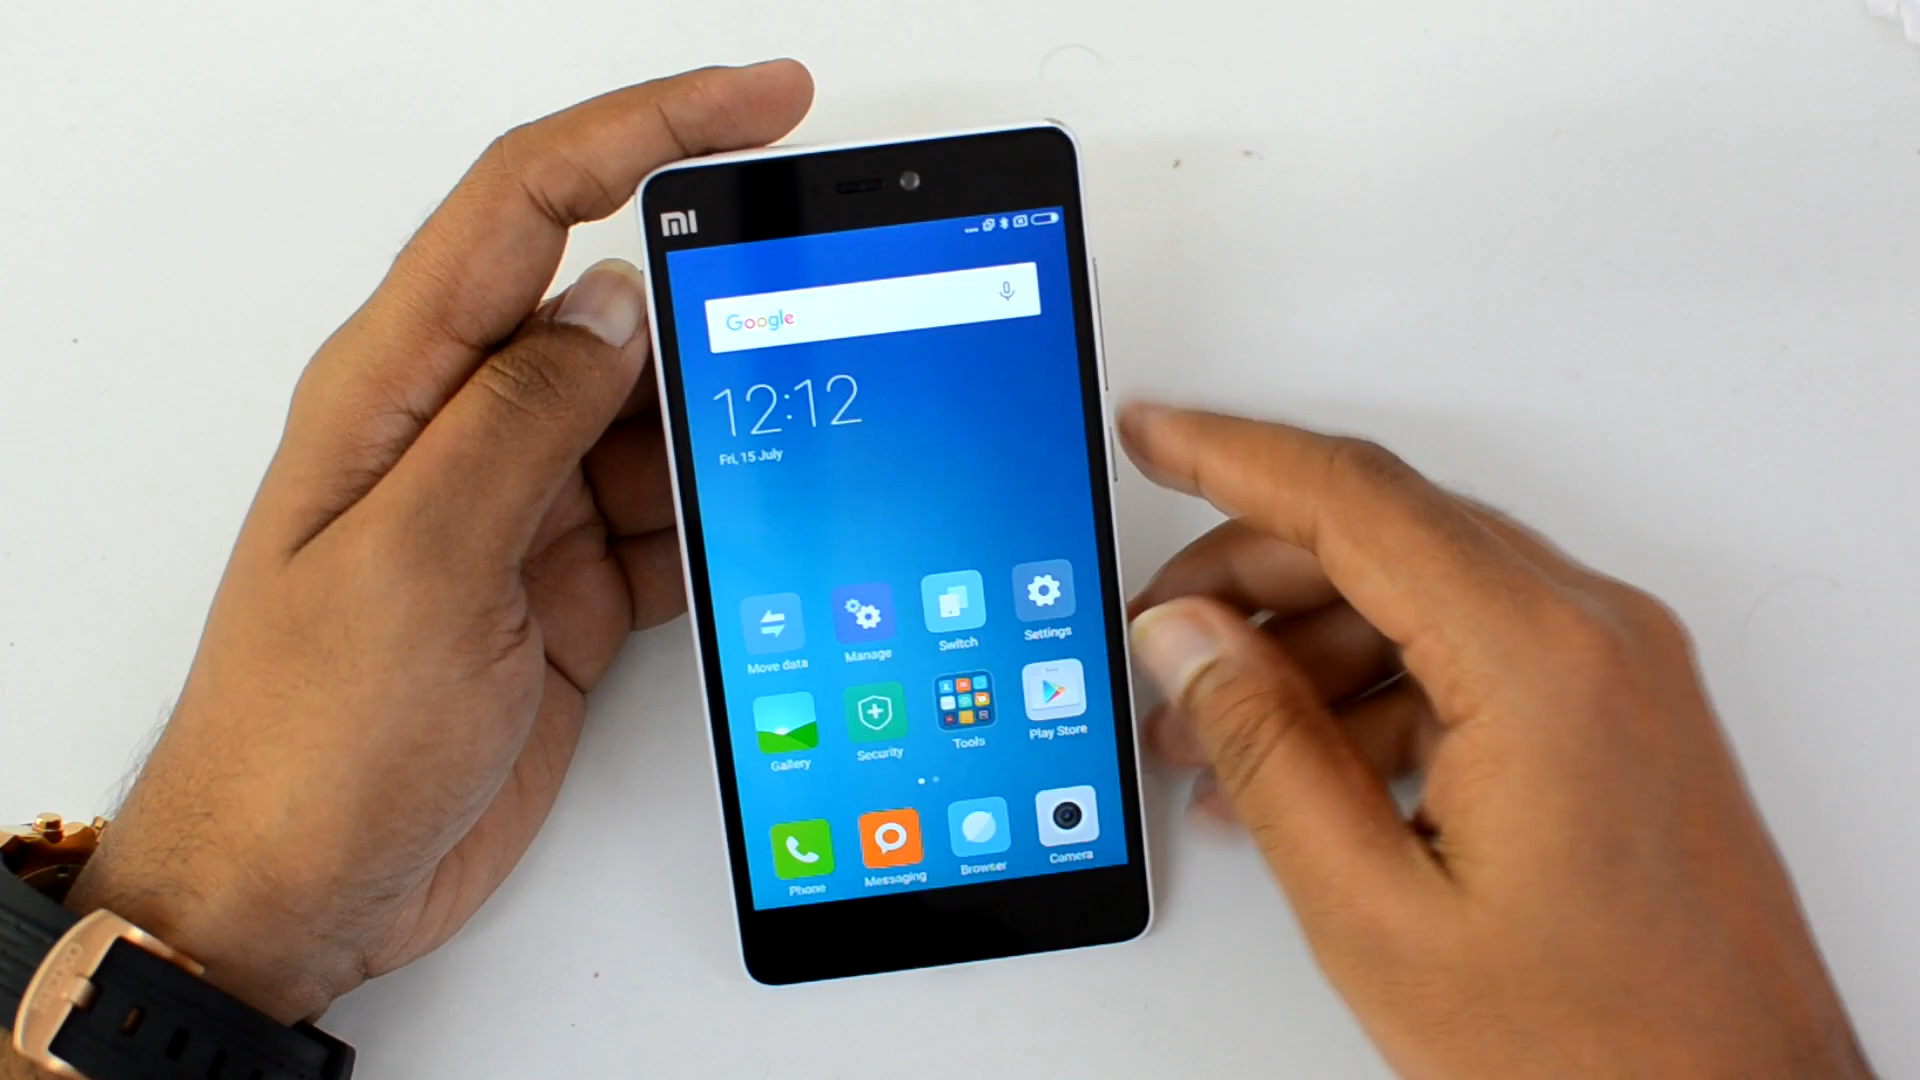 MI
Google
12:12
Fri, 15 July
Move data
Manage
Switch
Settings
Gallery
Security
Tools
Play Store
Phone
Messaging
Browser
Camera